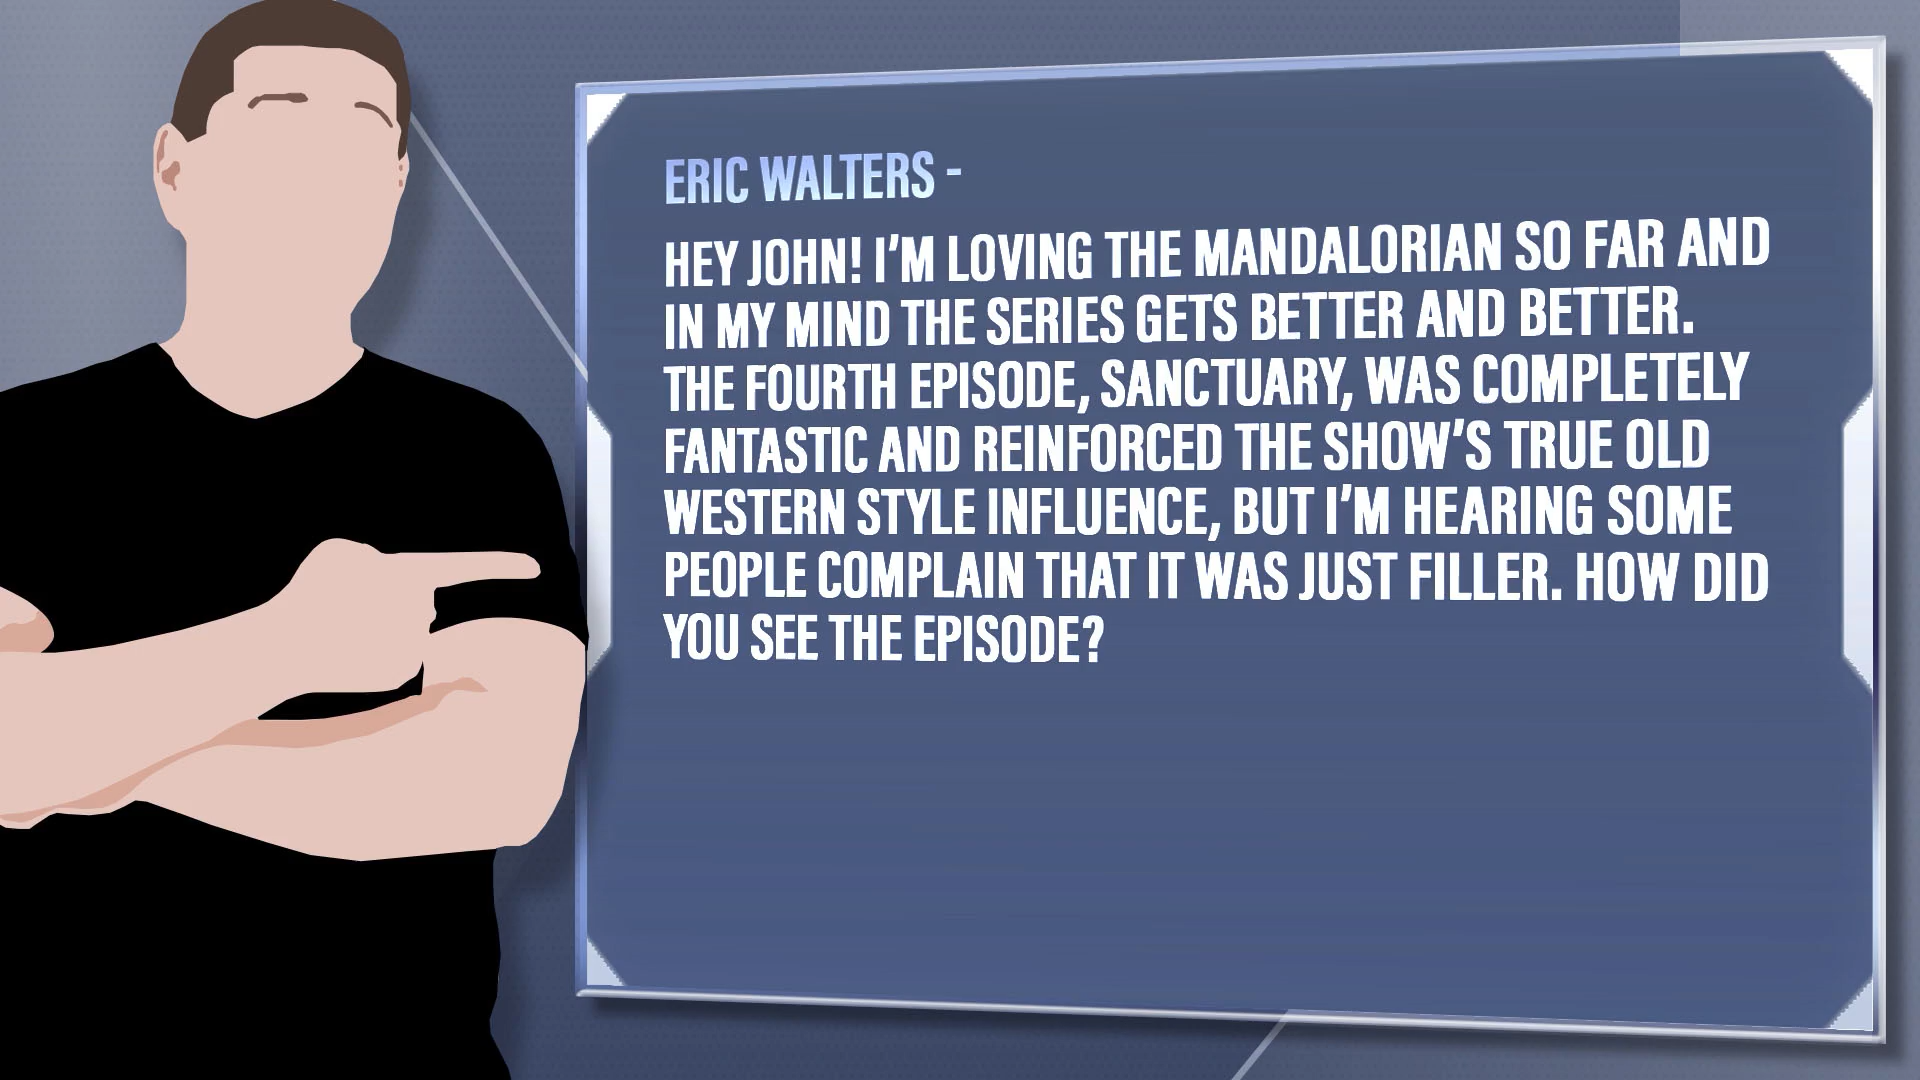 ERIC WALTERS -
HEY JOHN! I'M LOVING THE MANDALORIAN SO FAR AND
IN MY MIND THE SERIES GETS BETTER AND BETTER.
THE FOURTH EPISODE, SANCTUARY, WAS COMPLETELY
FANTASTIC AND REINFORCED THE SHOW'S TRUE OLD
WESTERN STYLE INFLUENCE, BUT I'M HEARING SOME
PEOPLE COMPLAIN THAT IT WAS JUST FILLER. HOW DID
YOU SEE THE EPISODE?